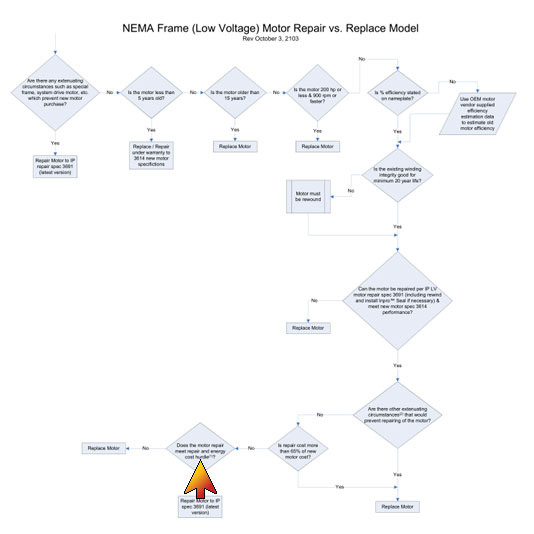 NEMA Frame (Low Voltage) Motor Repair vs. Replace Model
Rev October 3, 2103
Are there any extenuating
circumstances such as special
frame, system drive motor, etc.
which prevent new motor
purchase?
No
Is the motor less than
5 years old?
No
Is the motor older than
15 years?
No
Is the motor 200 hp or
less & 900 rpm or
faster?
No
Is % efficiency stated
on nameplate?
No
Use OEM motor
vendor supplied
efficiency
estimation data
to estimate old
motor efficiency
Yes
Yes
Yes
Yes
Yes
Repair Motor to IP
repair spec 3691
(latest version)
Replace / Repair
under warranty to
3614 new motor
specifictions
Replace Motor
Replace Motor
Is the existing winding
integrity good for
minimum 20 year life?
No
Motor must
be rewound
Yes
Can the motor be repaired per IP LV
motor repair spec 3691 (including rewind
and install Inpro™ Seal if necessary) &
meet new motor spec 3614
performance?
No
Replace Motor
Yes
Are there other extenuating
circumstances that would
prevent repairing of the motor?
No
Is repair cost more
than 65% of new
motor cost?
No
Does the motor repair
meet repair and energy
cost hurdle
No
Replace Motor
Yes
Yes
Replace Motor
Repair Motor to IP
spec 3691 (latest
version)